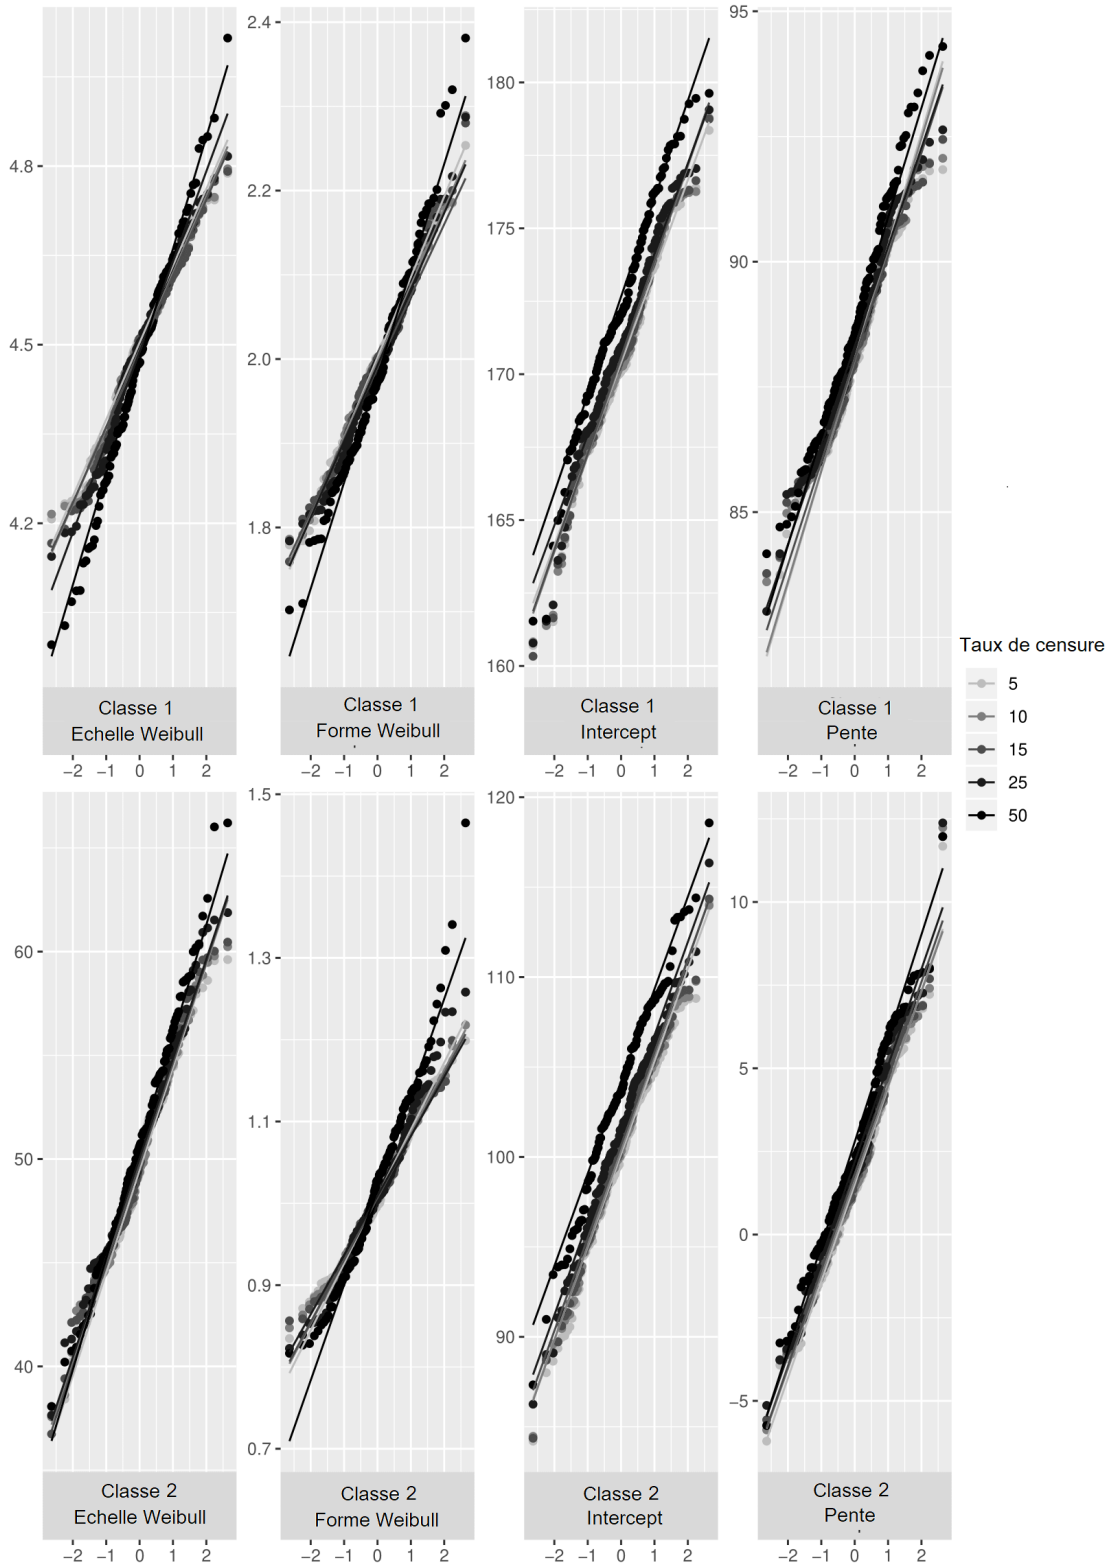 2.4
2.2
2.0
1.8
4.8
4.5
4.2
180
175
170
165
160
95
90
85
Classe 1
Echelle Weibull
Classe 1
Forme Weibull
Classe 1
Intercept
Classe 1
Pente
−2 −1 0 1 2
−2 −1 0 1 2
−2 −1 0 1 2
−2 −1 0 1 2
Taux de censure
5
10
15
25
50
60
50
40
1.5
1.3
1.1
0.9
0.7
120
110
100
90
10
5
0
−5
Classe 2
Echelle Weibull
Classe 2
Forme Weibull
Classe 2
Intercept
Classe 2
Pente
−2 −1 0 1 2
−2 −1 0 1 2
−2 −1 0 1 2
−2 −1 0 1 2